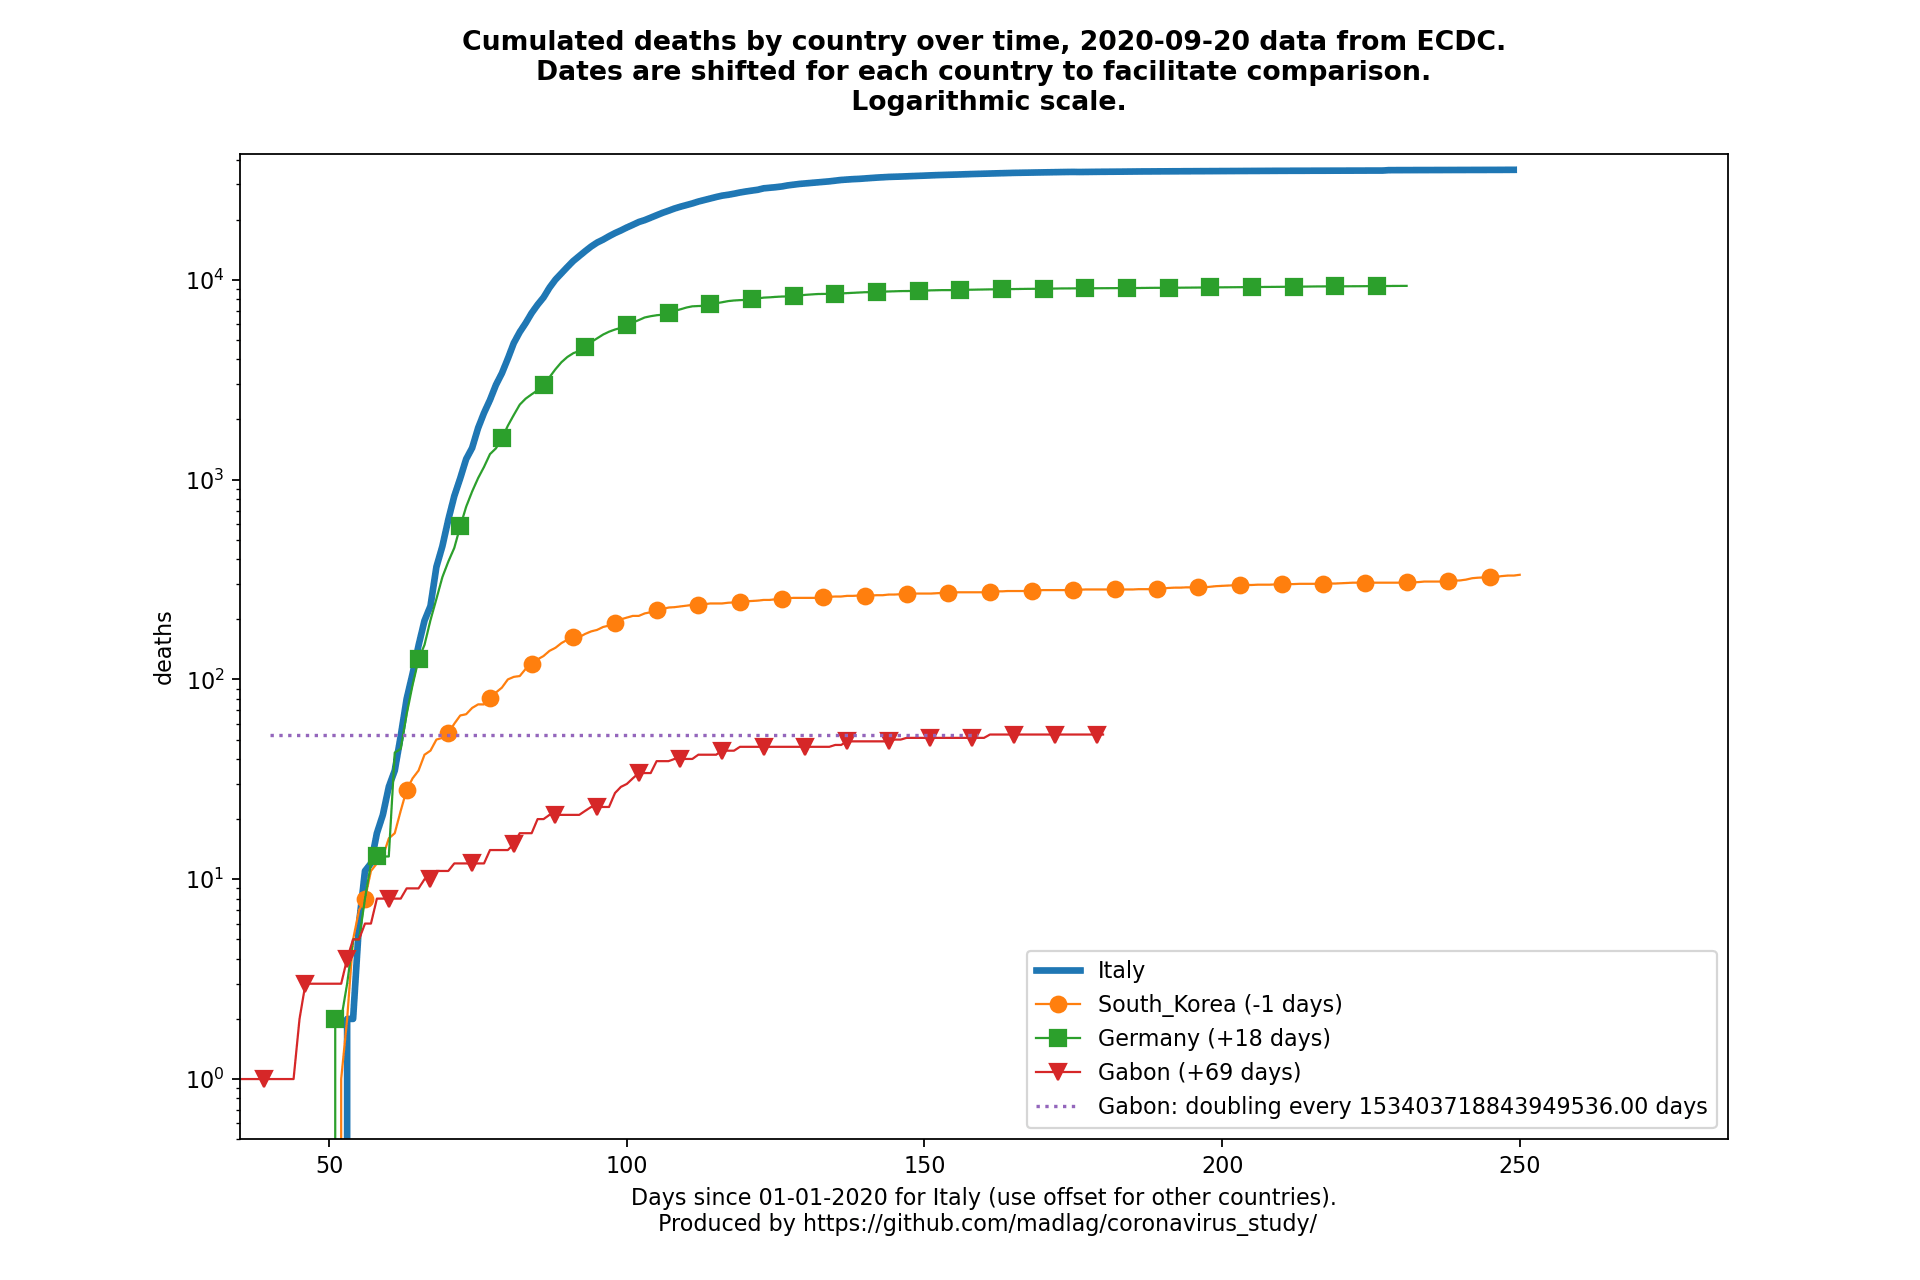 Cumulated deaths by country over time, 2020-09-20 data from ECDC.
Dates are shifted for each country to facilitate comparison.
Logarithmic scale.
10^4
10^3
10^2
10^1
10^0
deaths
Italy
South_Korea (-1 days)
Germany (+18 days)
Gabon (+69 days)
Gabon: doubling every 153403718843949536.00 days
50 100 150 200 250
Days since 01-01-2020 for Italy (use offset for other countries).
Produced by https://github.com/madlag/coronavirus_study/